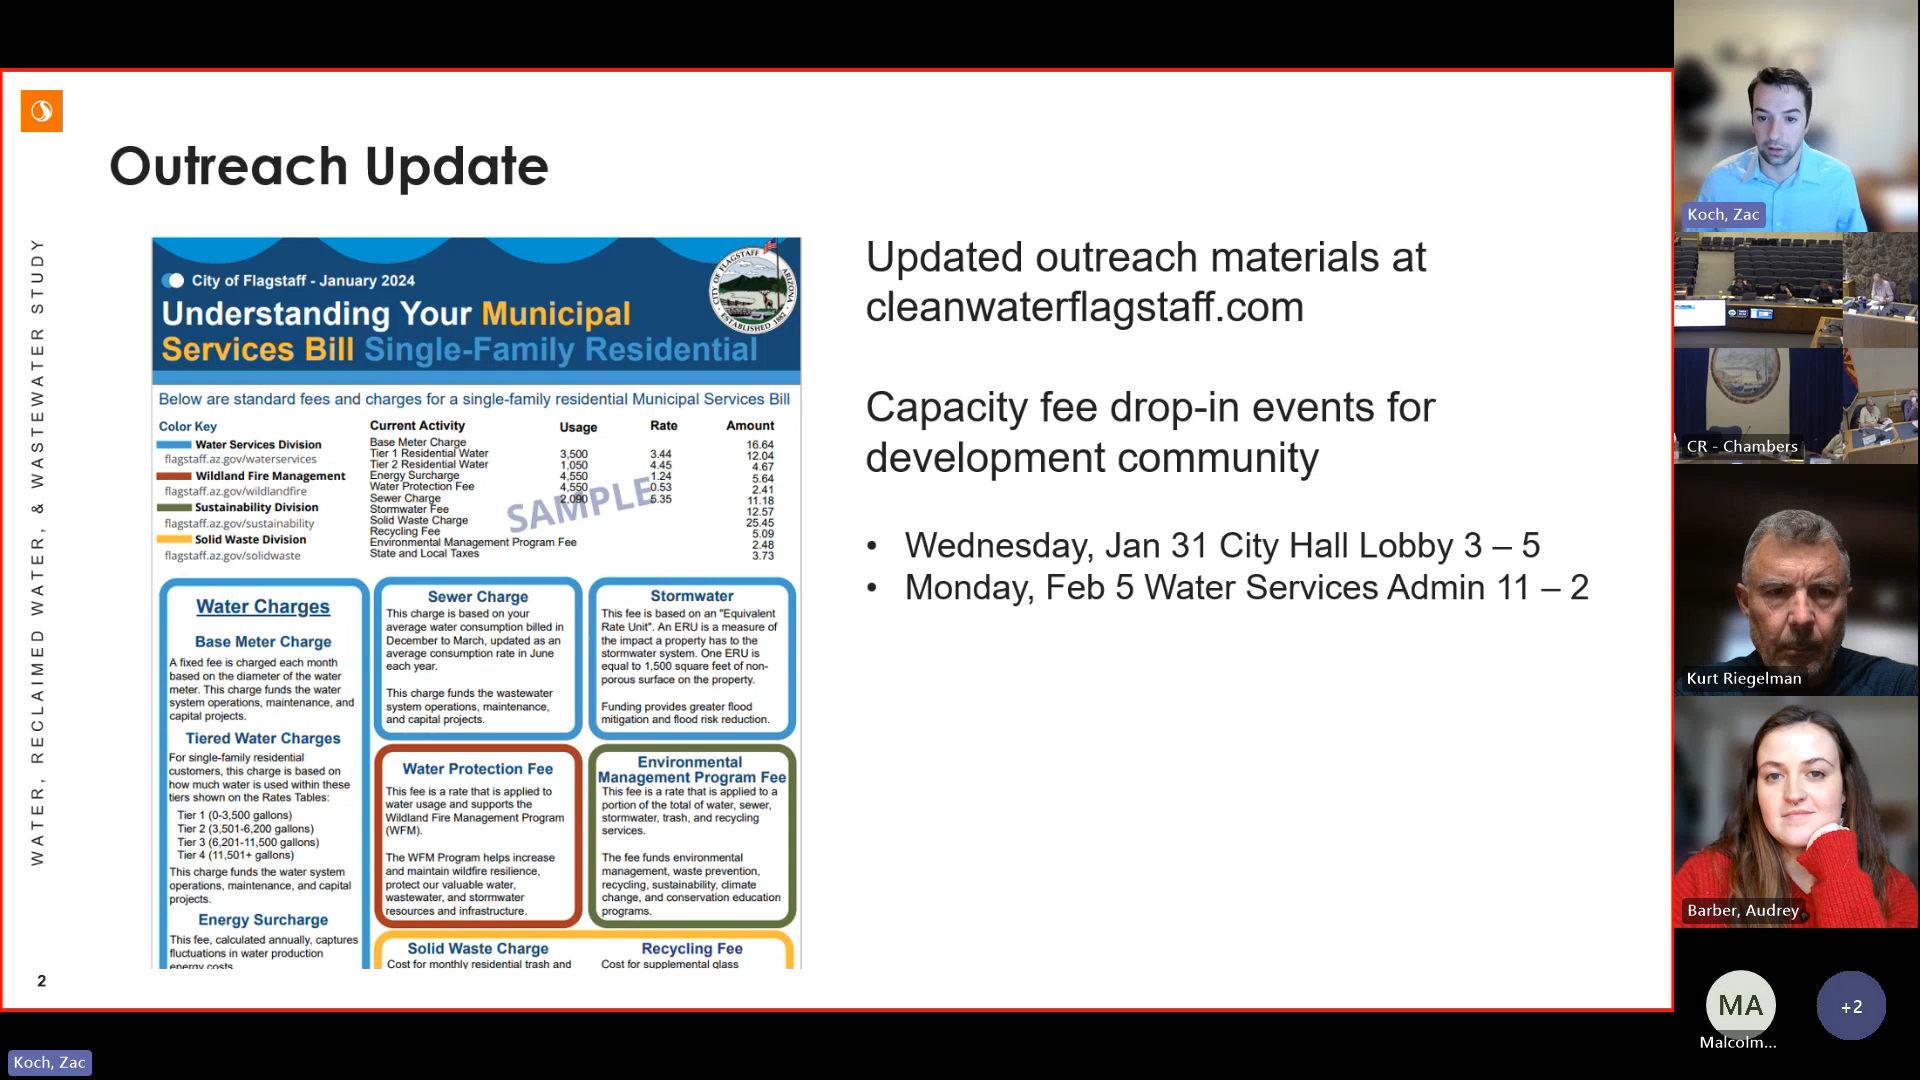 Outreach Update
WATER, RECLAIMED WATER, & WASTEWATER STUDY
City of Flagstaff - January 2024
Understanding Your Municipal
Services Bill Single-Family Residential
CITY OF FLAGSTAFF ARIZONA
ESTABLISHED 1882
Below are standard fees and charges for a single-family residential Municipal Services Bill
Color Key
Water Services Division
flagstaff.az.gov/waterservices
Wildland Fire Management
flagstaff.az.gov/wildlandfire
Sustainability Division
flagstaff.az.gov/sustainability
Solid Waste Division
flagstaff.az.gov/solidwaste
Current Activity Usage Rate Amount
Base Meter Charge 16.64
Tier 1 Residential Water 3,500 3.44 12.04
Tier 2 Residential Water 1,050 4.45 4.67
Energy Surcharge 4,550 1.24 5.64
Water Protection Fee 4,550 0.53 2.41
Sewer Charge 2,090 5.35 11.18
Stormwater Fee 12.57
Solid Waste Charge 25.45
Recycling Fee 5.09
Environmental Management Program Fee 2.48
State and Local Taxes 3.73
SAMPLE
Water Charges
Base Meter Charge
A fixed fee is charged each month
based on the diameter of the water
meter. This charge funds the water
system operations, maintenance, and
capital projects.
Tiered Water Charges
For single-family residential
customers, this charge is based on
how much water is used within these
tiers shown on the Rates Tables:
Tier 1 (0-3,500 gallons)
Tier 2 (3,501-6,200 gallons)
Tier 3 (6,201-11,500 gallons)
Tier 4 (11,501+ gallons)
This charge funds the water system
operations, maintenance, and capital
projects.
Energy Surcharge
This fee, calculated annually, captures
fluctuations in water production
energy costs.
Sewer Charge
This charge is based on your
average water consumption billed in
December to March, updated as an
average consumption rate in June
each year.
This charge funds the wastewater
system operations, maintenance,
and capital projects.
Stormwater
This fee is based on an "Equivalent
Rate Unit". An ERU is a measure of
the impact a property has to the
stormwater system. One ERU is
equal to 1,500 square feet of non-
porous surface on the property.
Funding provides greater flood
mitigation and flood risk reduction.
Water Protection Fee
This fee is a rate that is applied to
water usage and supports the
Wildland Fire Management Program
(WFM).
The WFM Program helps increase
and maintain wildfire resilience,
protect our valuable water,
wastewater, and stormwater
resources and infrastructure.
Environmental
Management Program Fee
This fee is a rate that is applied to a
portion of the total of water, sewer,
stormwater, trash, and recycling
services.
The fee funds environmental
management, waste prevention,
recycling, sustainability, climate
change, and conservation education
programs.
Solid Waste Charge
Cost for monthly residential trash and
Recycling Fee
Cost for supplemental glass
Updated outreach materials at
cleanwaterflagstaff.com
Capacity fee drop-in events for
development community
• Wednesday, Jan 31 City Hall Lobby 3 – 5
• Monday, Feb 5 Water Services Admin 11 – 2
2
Koch, Zac
CR - Chambers
Kurt Riegelman
Barber, Audrey
MA
Malcolm...
+2
Koch, Zac